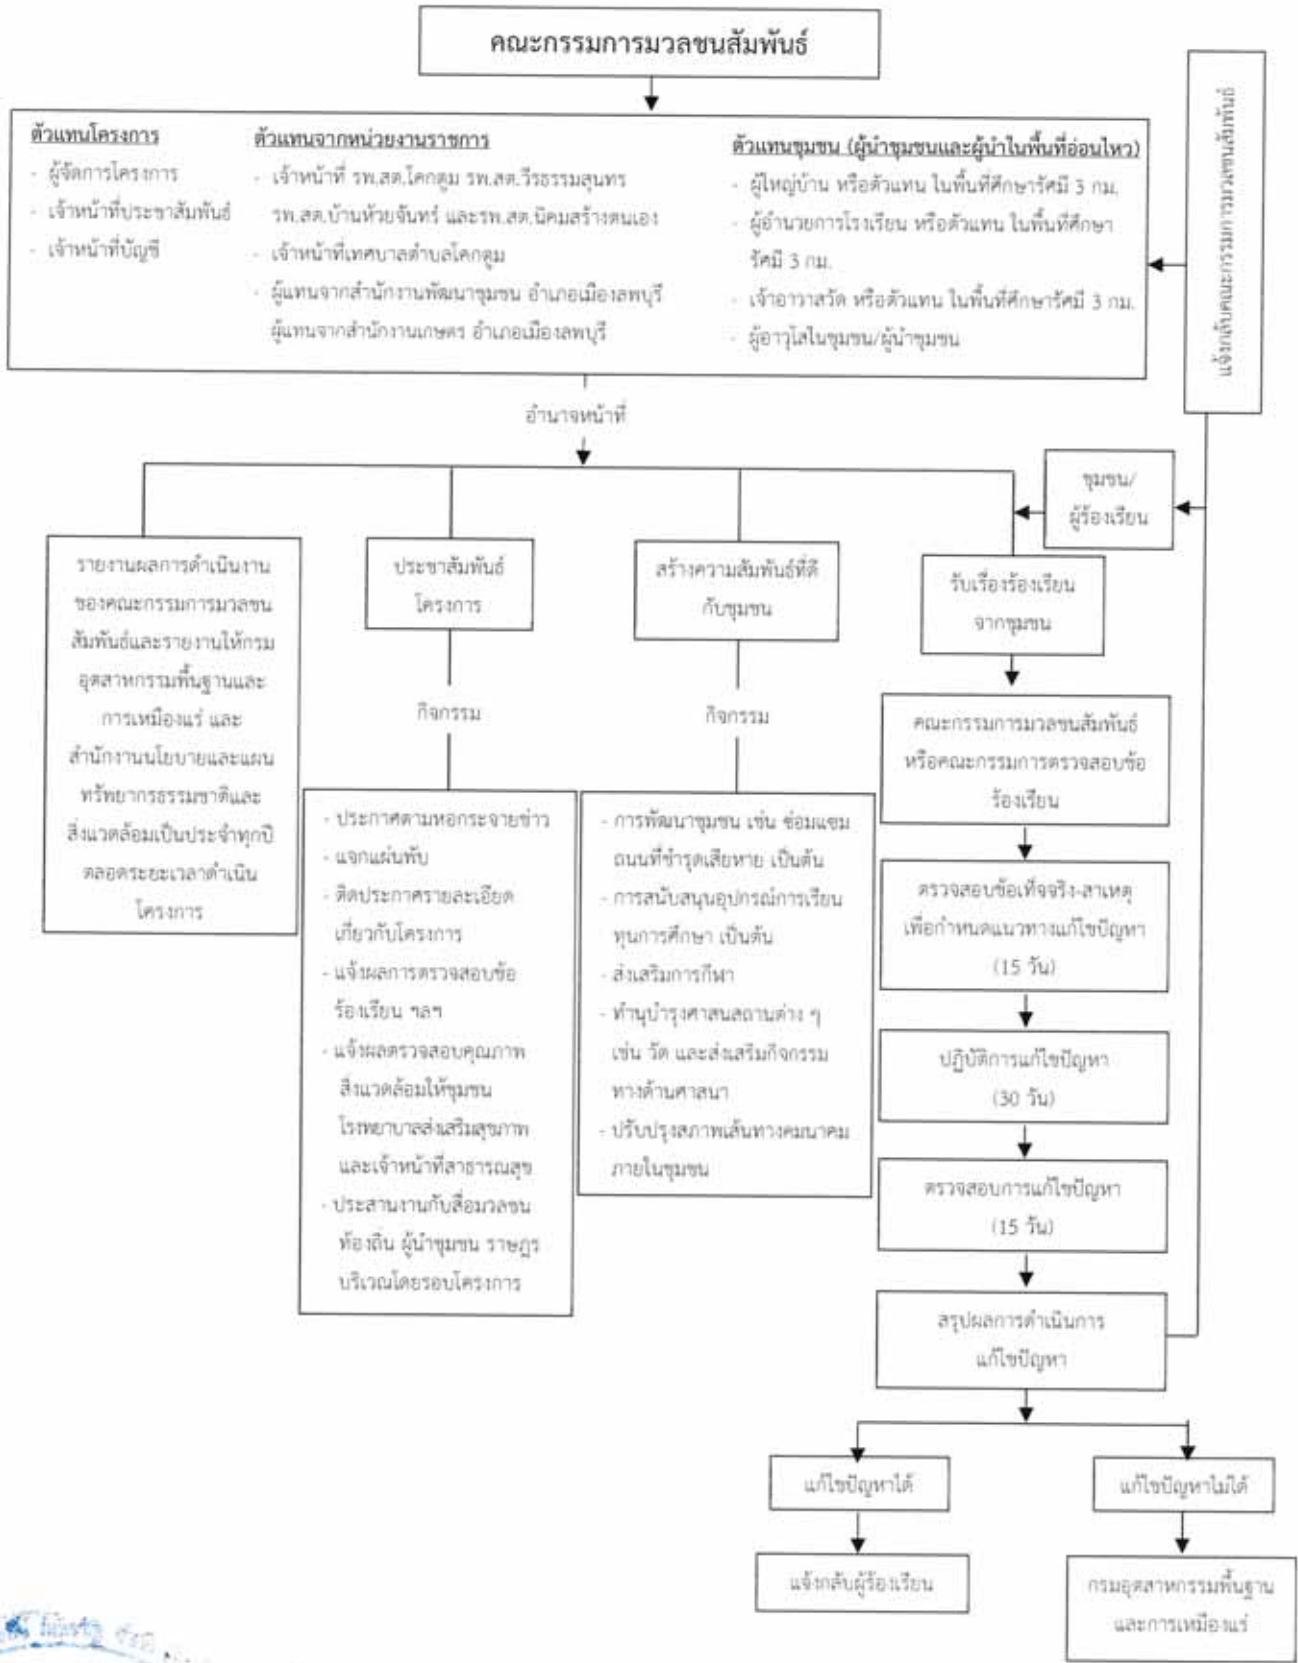 คณะกรรมการมวลชนสัมพันธ์
ตัวแทนโครงการ
- ผู้จัดการโครงการ
- เจ้าหน้าที่ประชาสัมพันธ์
- เจ้าหน้าที่บัญชี
ตัวแทนจากหน่วยงานราชการ
- เจ้าหน้าที่ รพ.สต.โคกตูม รพ.สต.วีรธรรมสุนทร
รพ.สต.บ้านห้วยจันทร์ และรพ.สต.นิคมสร้างตนเอง
- เจ้าหน้าที่เทศบาลตำบลโคกตูม
- ผู้แทนจากสำนักงานพัฒนาชุมชน อำเภอเมืองลพบุรี
ผู้แทนจากสำนักงานเกษตร อำเภอเมืองลพบุรี
ตัวแทนชุมชน (ผู้นำชุมชนและผู้นำในพื้นที่อ่อนไหว)
- ผู้ใหญ่บ้าน หรือตัวแทน ในพื้นที่ศึกษารัศมี 3 กม.
- ผู้อำนวยการโรงเรียน หรือตัวแทน ในพื้นที่ศึกษา
รัศมี 3 กม.
- เจ้าอาวาสวัด หรือตัวแทน ในพื้นที่ศึกษารัศมี 3 กม.
- ผู้อาวุโสในชุมชน/ผู้นำชุมชน
แจ้งกลับคณะกรรมการมวลชนสัมพันธ์
อำนาจหน้าที่
ชุมชน/
ผู้ร้องเรียน
รายงานผลการดำเนินงาน
ของคณะกรรมการมวลชน
สัมพันธ์และรายงานให้กรม
อุตสาหกรรมพื้นฐานและ
การเหมืองแร่ และ
สำนักงานนโยบายและแผน
ทรัพยากรธรรมชาติและ
สิ่งแวดล้อมเป็นประจำทุกปี
ตลอดระยะเวลาดำเนิน
โครงการ
ประชาสัมพันธ์
โครงการ
กิจกรรม
- ประกาศตามหอกระจายข่าว
- แจกแผ่นพับ
- ติดประกาศรายละเอียด
เกี่ยวกับโครงการ
- แจ้งผลการตรวจสอบข้อ
ร้องเรียน ฯลฯ
- แจ้งผลตรวจสอบคุณภาพ
สิ่งแวดล้อมให้ชุมชน
โรงพยาบาลส่งเสริมสุขภาพ
และเจ้าหน้าที่สาธารณสุข
- ประสานงานกับสื่อมวลชน
ท้องถิ่น ผู้นำชุมชน ราษฎร
บริเวณโดยรอบโครงการ
สร้างความสัมพันธ์ที่ดี
กับชุมชน
กิจกรรม
- การพัฒนาชุมชน เช่น ซ่อมแซม
ถนนที่ชำรุดเสียหาย เป็นต้น
- การสนับสนุนอุปกรณ์การเรียน
ทุนการศึกษา เป็นต้น
- ส่งเสริมการกีฬา
- ทำนุบำรุงศาสนสถานต่าง ๆ
เช่น วัด และส่งเสริมกิจกรรม
ทางด้านศาสนา
- ปรับปรุงสภาพเส้นทางคมนาคม
ภายในชุมชน
รับเรื่องร้องเรียน
จากชุมชน
คณะกรรมการมวลชนสัมพันธ์
หรือคณะกรรมการตรวจสอบข้อ
ร้องเรียน
ตรวจสอบข้อเท็จจริง-สาเหตุ
เพื่อกำหนดแนวทางแก้ไขปัญหา
(15 วัน)
ปฏิบัติการแก้ไขปัญหา
(30 วัน)
ตรวจสอบการแก้ไขปัญหา
(15 วัน)
สรุปผลการดำเนินการ
แก้ไขปัญหา
แก้ไขปัญหาได้
แก้ไขปัญหาไม่ได้
แจ้งกลับผู้ร้องเรียน
กรมอุตสาหกรรมพื้นฐาน
และการเหมืองแร่